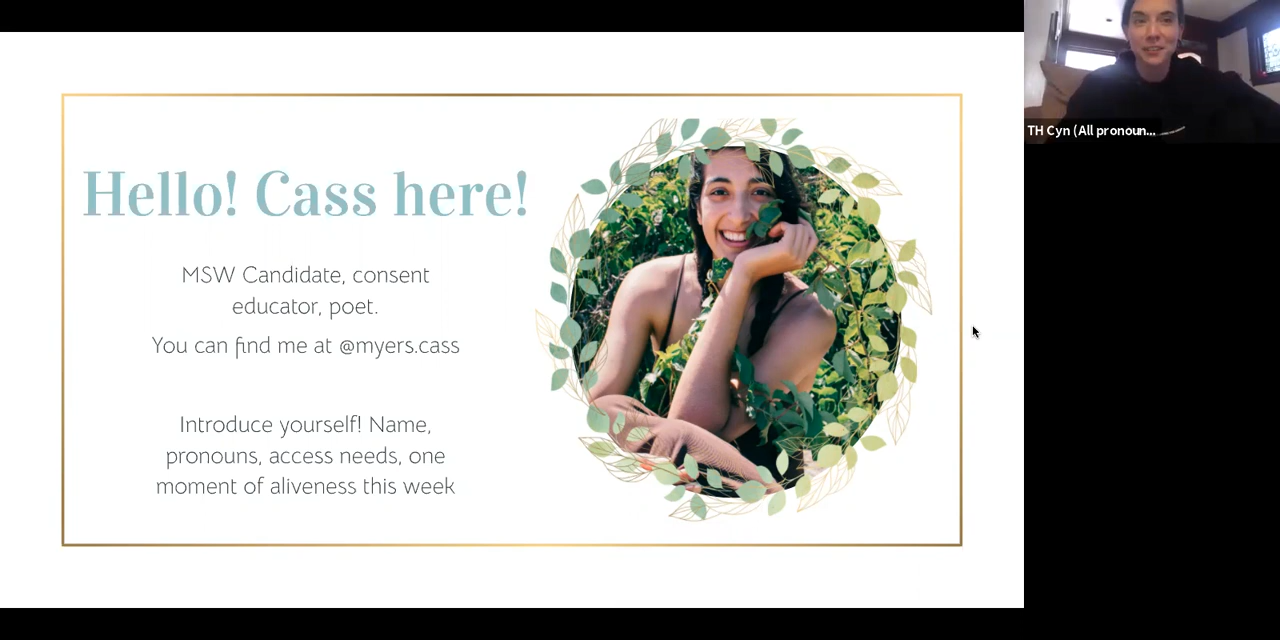 Hello! Cass here!
MSW Candidate, consent
educator, poet.
You can find me at @myers.cass
Introduce yourself! Name,
pronouns, access needs, one
moment of aliveness this week
TH Cyn (All pronoun...